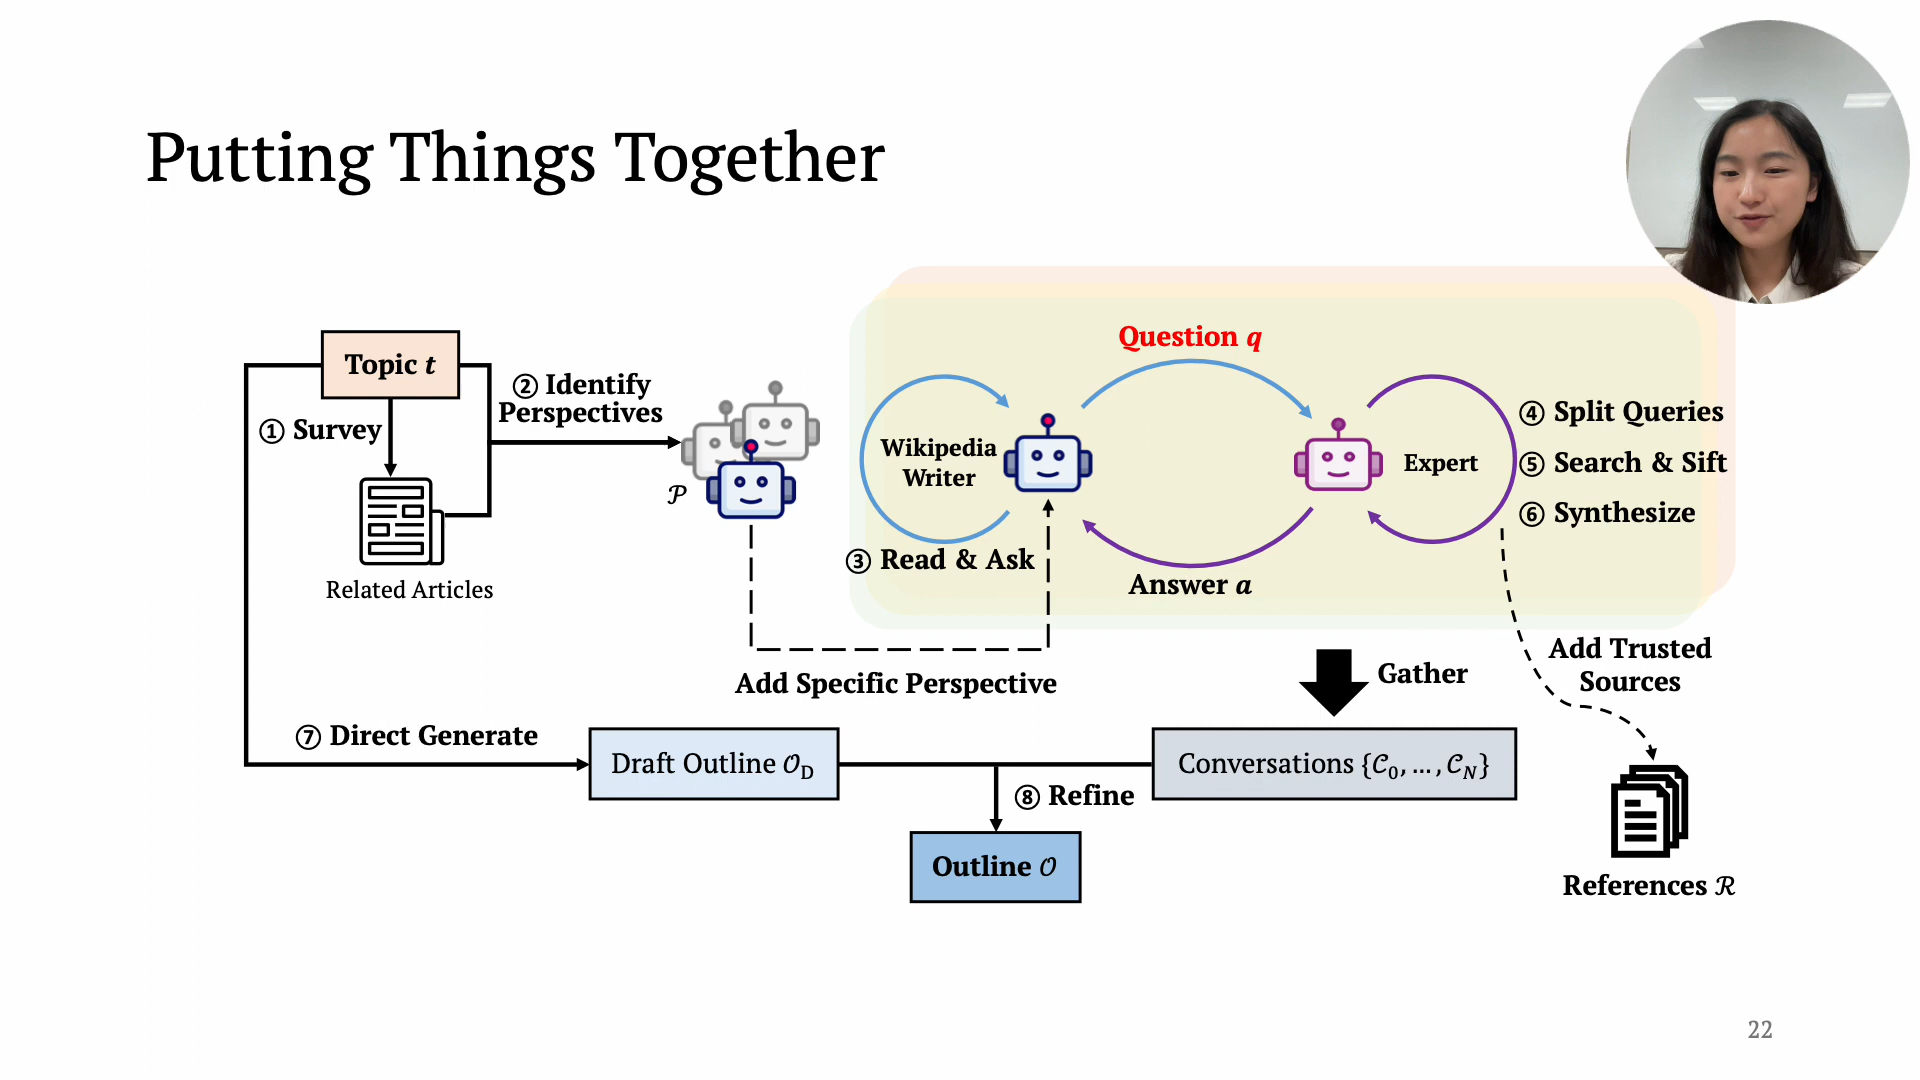 Putting Things Together
Topic t
① Survey
② Identify
Perspectives
Related Articles
𝒫
Question q
Wikipedia
Writer
Expert
③ Read & Ask
Answer a
④ Split Queries
⑤ Search & Sift
⑥ Synthesize
Add Specific Perspective
Gather
Add Trusted
Sources
⑦ Direct Generate
Draft Outline 𝒪_D
Conversations {𝒞₀, …, 𝒞_N}
⑧ Refine
Outline 𝒪
References ℛ
22